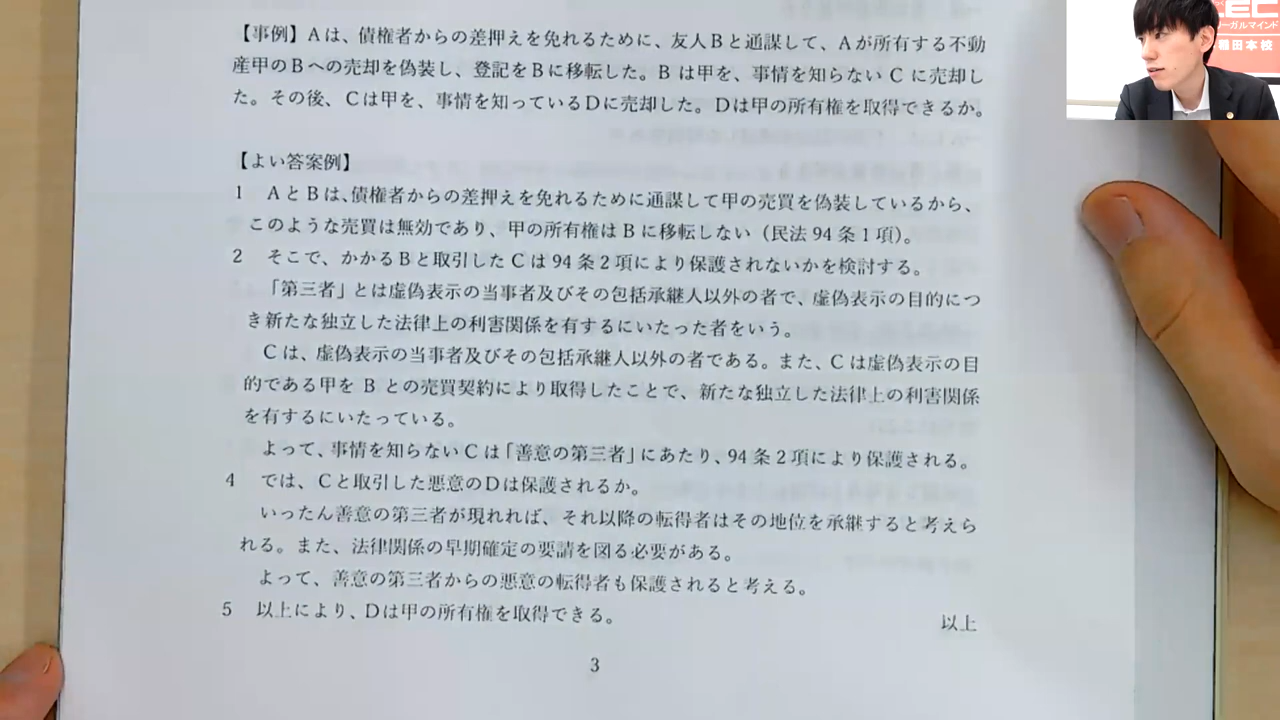 【事例】Aは、債権者からの差押えを免れるために、友人Bと通謀して、Aが所有する不動
産甲のBへの売却を偽装し、登記をBに移転した。Bは甲を、事情を知らないCに売却し
た。その後、Cは甲を、事情を知っているDに売却した。Dは甲の所有権を取得できるか。
【よい答案例】
1 AとBは、債権者からの差押えを免れるために通謀して甲の売買を偽装しているから、
このような売買は無効であり、甲の所有権はBに移転しない（民法94条1項）。
2 そこで、かかるBと取引したCは94条2項により保護されないかを検討する。
「第三者」とは虚偽表示の当事者及びその包括承継人以外の者で、虚偽表示の目的につ
き新たな独立した法律上の利害関係を有するにいたった者をいう。
Cは、虚偽表示の当事者及びその包括承継人以外の者である。また、Cは虚偽表示の目
的である甲をBとの売買契約により取得したことで、新たな独立した法律上の利害関係
を有するにいたっている。
よって、事情を知らないCは「善意の第三者」にあたり、94条2項により保護される。
4 では、Cと取引した悪意のDは保護されるか。
いったん善意の第三者が現れれば、それ以降の転得者はその地位を承継すると考えら
れる。また、法律関係の早期確定の要請を図る必要がある。
よって、善意の第三者からの悪意の転得者も保護されると考える。
5 以上により、Dは甲の所有権を取得できる。
以上
3
LEC
ーガルマインド
稲田本校